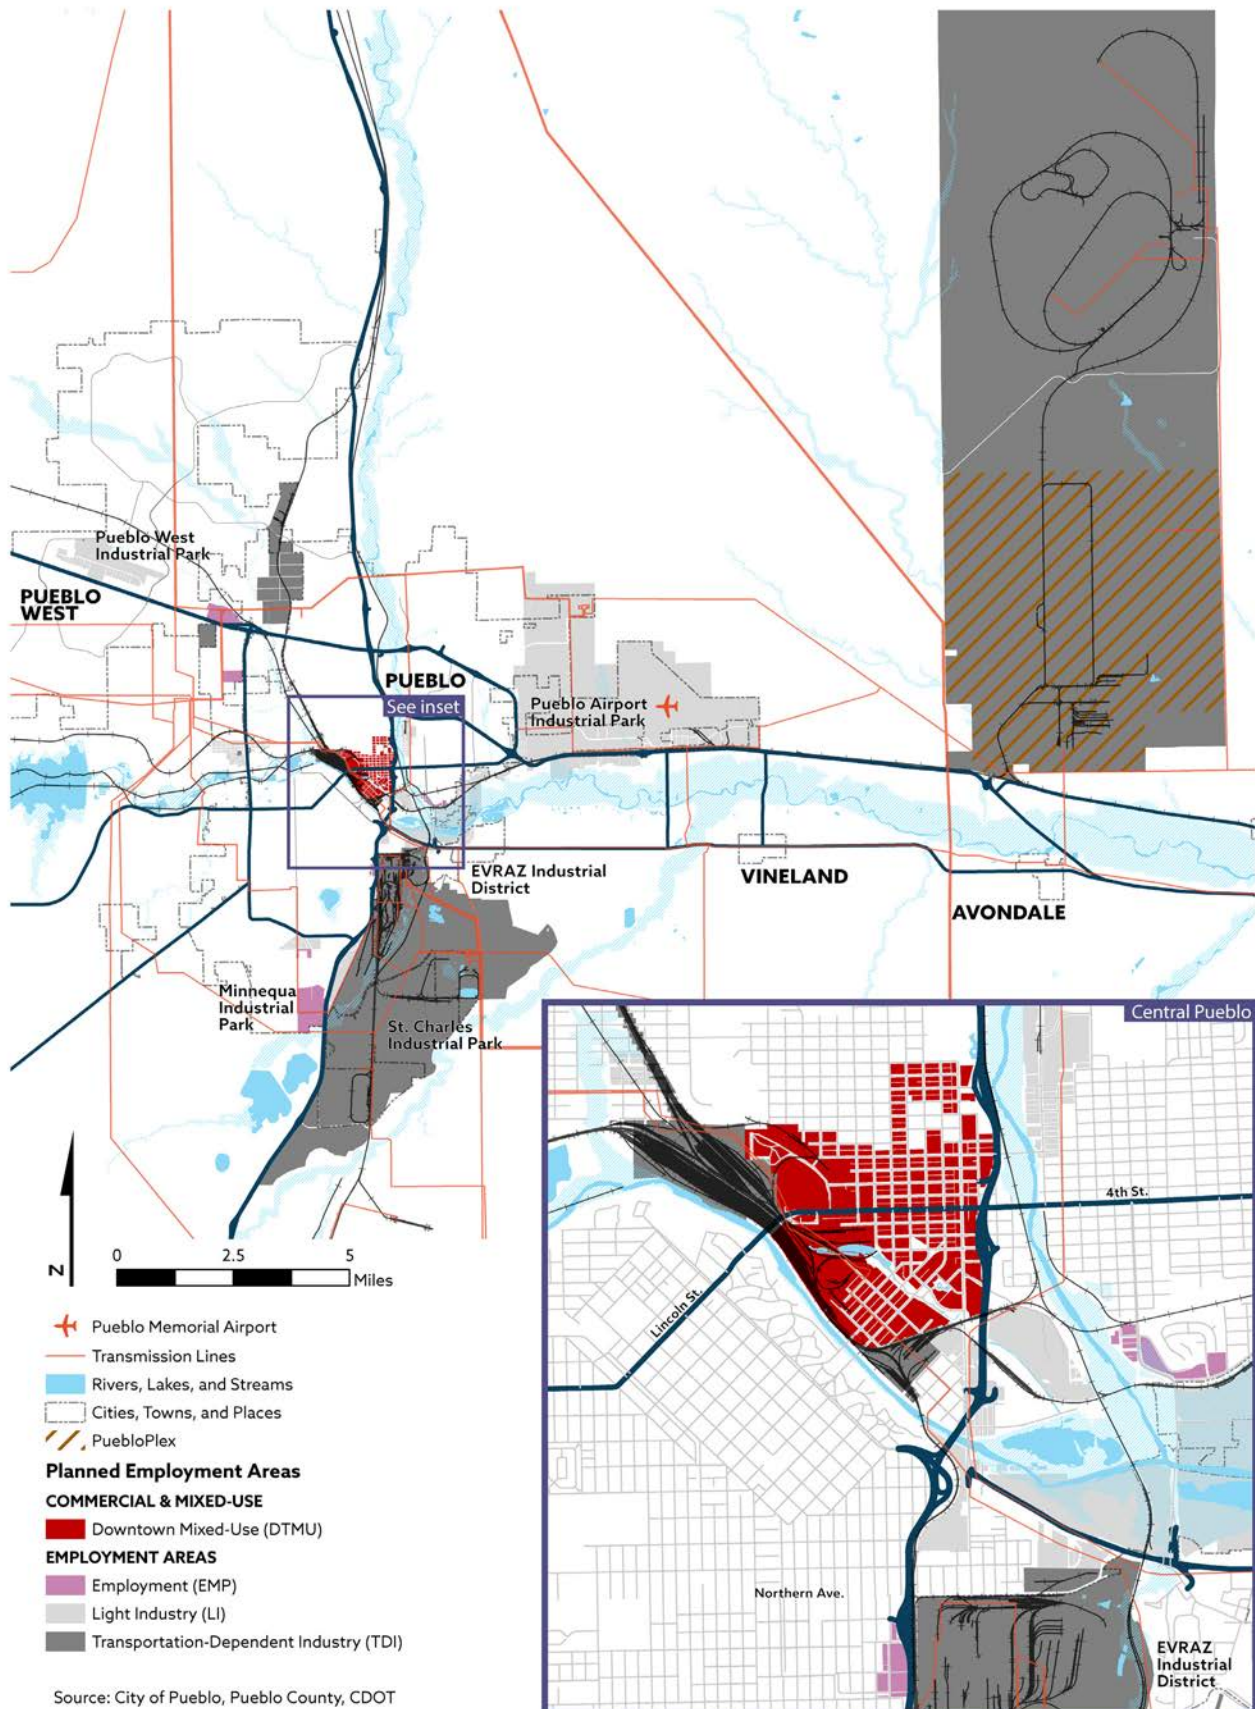 Pueblo West
Industrial Park
PUEBLO
WEST
PUEBLO
See inset
Pueblo Airport
Industrial Park
EVRAZ Industrial
District
VINELAND
AVONDALE
Minnequa
Industrial
Park
St. Charles
Industrial Park
Central Pueblo
4th St.
Lincoln St.
Northern Ave.
EVRAZ
Industrial
District
N
0 2.5 5
Miles
Pueblo Memorial Airport
Transmission Lines
Rivers, Lakes, and Streams
Cities, Towns, and Places
PuebloPlex
Planned Employment Areas
COMMERCIAL & MIXED-USE
Downtown Mixed-Use (DTMU)
EMPLOYMENT AREAS
Employment (EMP)
Light Industry (LI)
Transportation-Dependent Industry (TDI)
Source: City of Pueblo, Pueblo County, CDOT